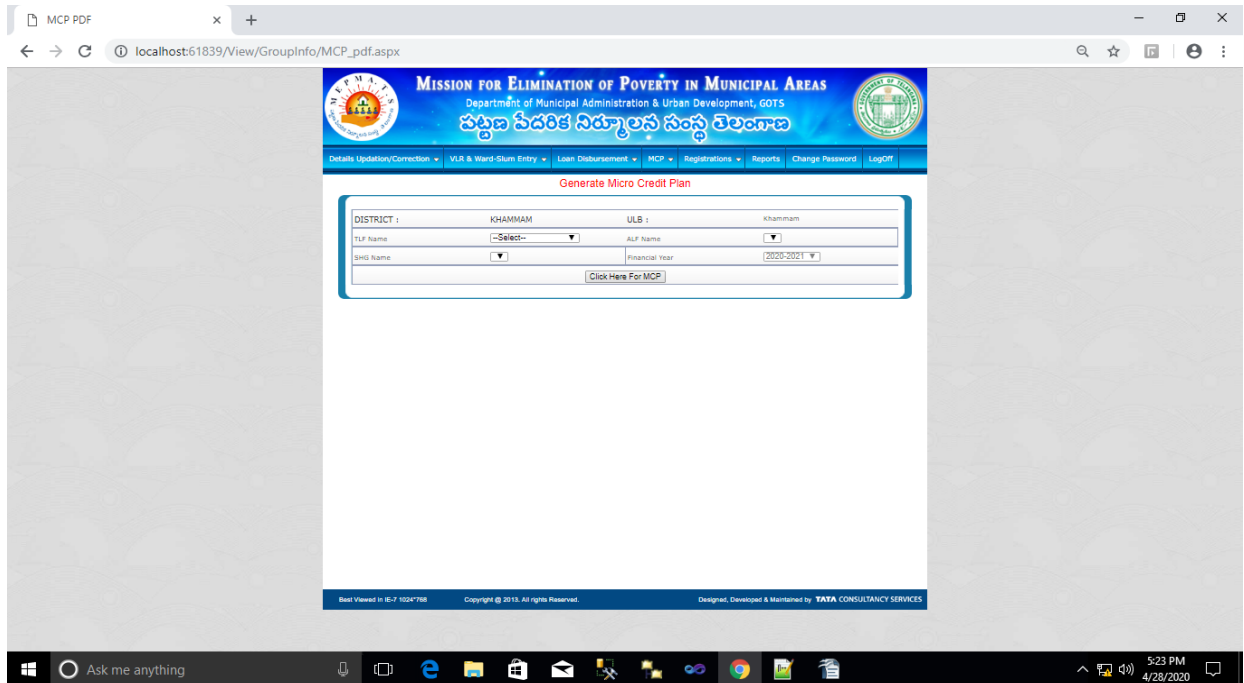 MCP PDF
localhost:61839/View/GroupInfo/MCP_pdf.aspx
M E P M A . T . S
MISSION FOR ELIMINATION OF POVERTY IN MUNICIPAL AREAS
Department of Municipal Administration & Urban Development, GOTS
పట్టణ పేదరిక నిర్మూలన సంస్థ తెలంగాణ
Details Updation/Correction VLR & Ward-Slum Entry Loan Disbursement MCP Registrations Reports Change Password LogOff
Generate Micro Credit Plan
DISTRICT : KHAMMAM ULB : Khammam
TLF Name --Select-- ALF Name
SHG Name Financial Year 2020-2021
Click Here For MCP
Best Viewed in IE-7 1024*768 Copyright @ 2013. All rights Reserved. Designed, Developed & Maintained by TATA CONSULTANCY SERVICES
Ask me anything
5:23 PM
4/28/2020